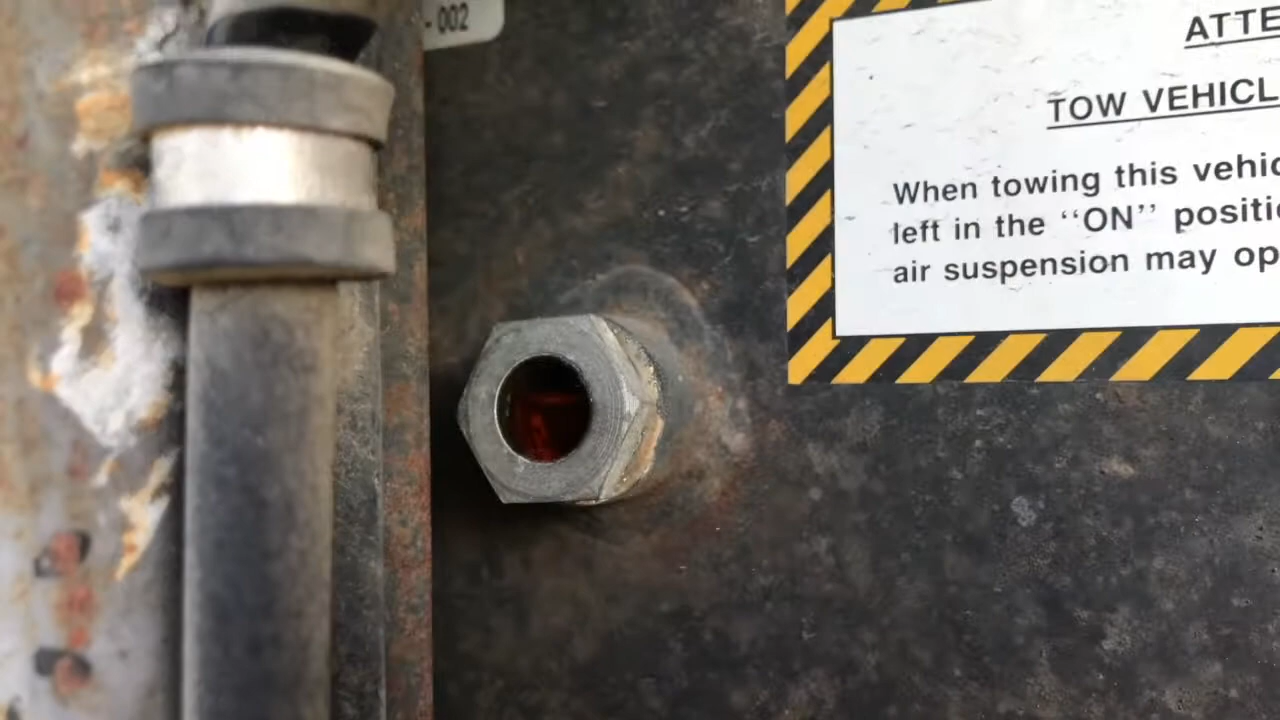 - 002
ATTE
TOW VEHICL
When towing this vehic
left in the ‘‘ON’’ positi
air suspension may op